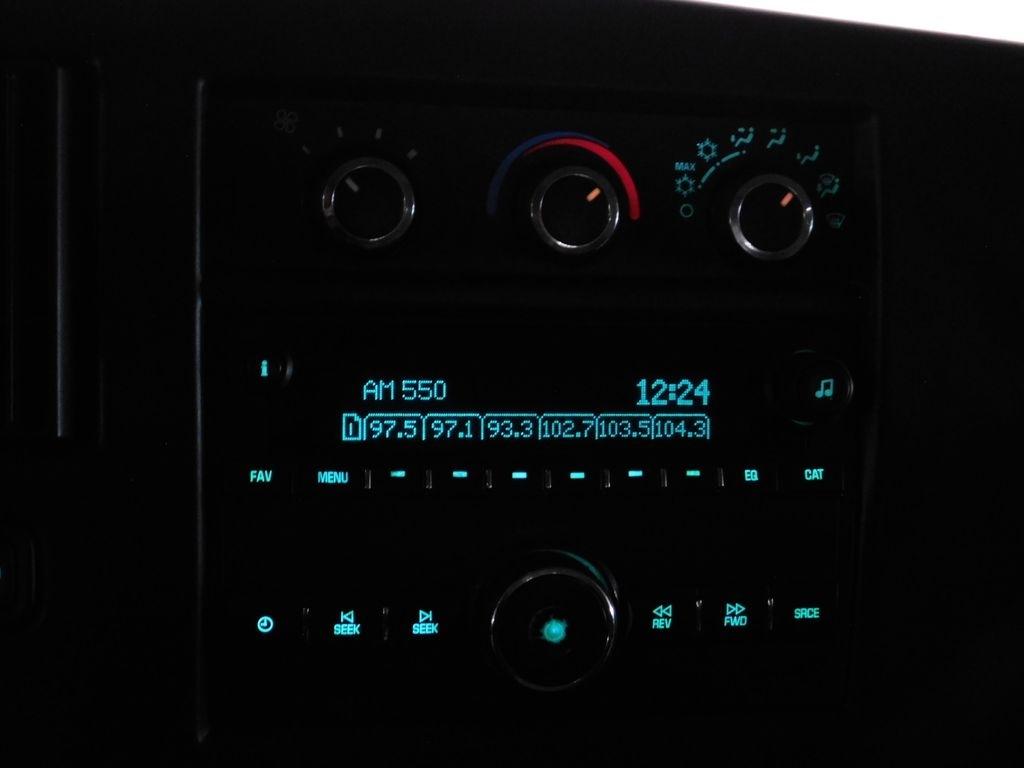 MAX
AM 550 12:24
1 97.5 97.1 93.3 102.7 103.5 104.3
FAV MENU EQ CAT
SEEK SEEK REV FWD SRCE